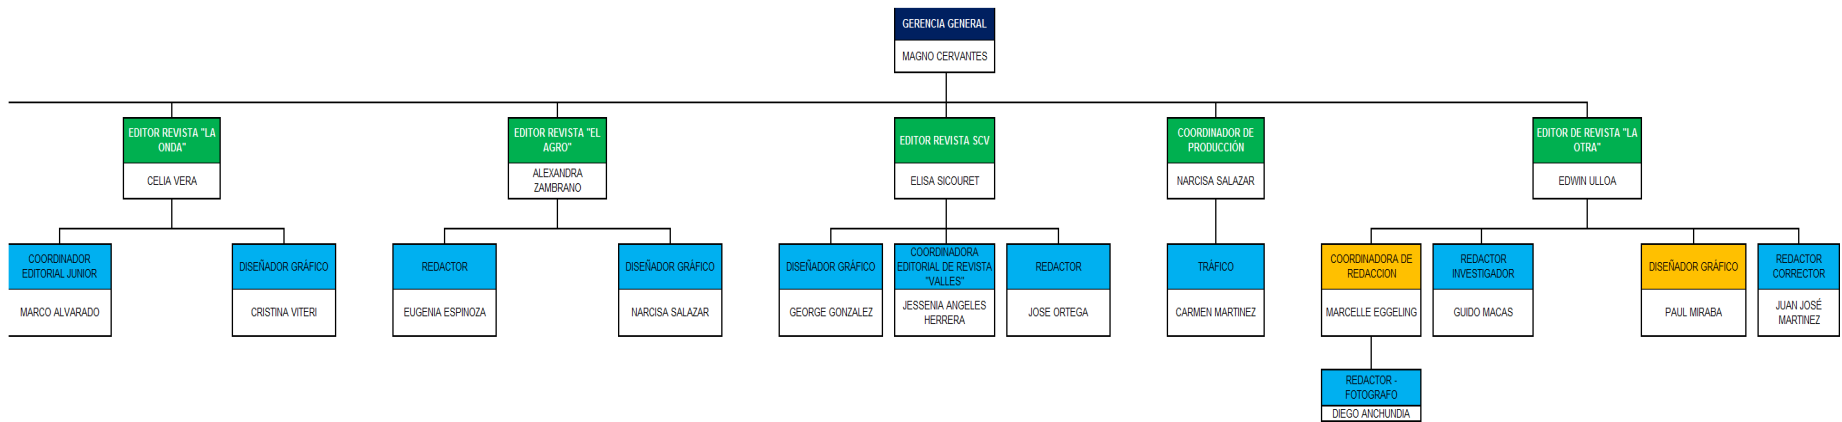 GERENCIA GENERAL
MAGNO CERVANTES
EDITOR REVISTA "LA
ONDA"
CELIA VERA
EDITOR REVISTA "EL
AGRO"
ALEXANDRA
ZAMBRANO
EDITOR REVISTA SCV
ELISA SICOURET
COORDINADOR DE
PRODUCCIÓN
NARCISA SALAZAR
EDITOR DE REVISTA "LA
OTRA"
EDWIN ULLOA
COORDINADOR
EDITORIAL JUNIOR
MARCO ALVARADO
DISEÑADOR GRÁFICO
CRISTINA VITERI
REDACTOR
EUGENIA ESPINOZA
DISEÑADOR GRÁFICO
NARCISA SALAZAR
DISEÑADOR GRÁFICO
GEORGE GONZALEZ
COORDINADORA
EDITORIAL DE REVISTA
"VALLES"
JESSENIA ANGELES
HERRERA
REDACTOR
JOSE ORTEGA
TRÁFICO
CARMEN MARTINEZ
COORDINADORA DE
REDACCION
MARCELLE EGGELING
REDACTOR
INVESTIGADOR
GUIDO MACAS
DISEÑADOR GRÁFICO
PAUL MIRABA
REDACTOR
CORRECTOR
JUAN JOSÉ
MARTINEZ
REDACTOR -
FOTOGRAFO
DIEGO ANCHUNDIA